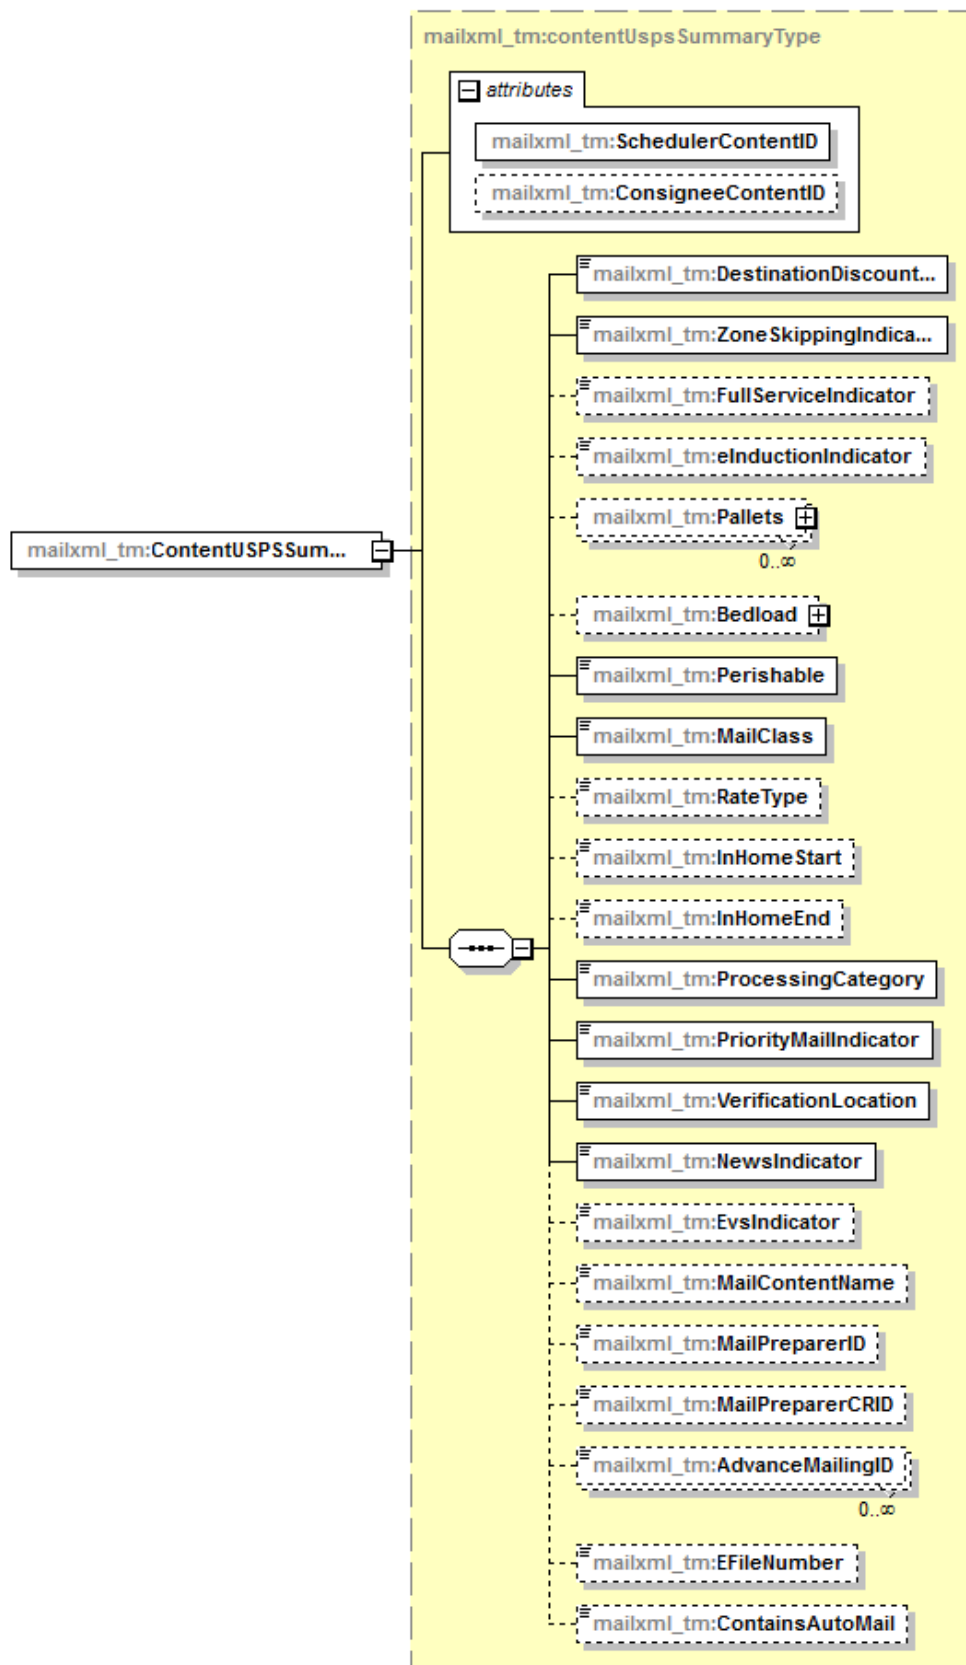 mailxml_tm:contentUspsSummaryType
attributes
mailxml_tm:SchedulerContentID
mailxml_tm:ConsigneeContentID
mailxml_tm:DestinationDiscount...
mailxml_tm:ZoneSkippingIndica...
mailxml_tm:FullServiceIndicator
mailxml_tm:eInductionIndicator
mailxml_tm:Pallets
0..∞
mailxml_tm:ContentUSPSSum...
mailxml_tm:Bedload
mailxml_tm:Perishable
mailxml_tm:MailClass
mailxml_tm:RateType
mailxml_tm:InHomeStart
mailxml_tm:InHomeEnd
mailxml_tm:ProcessingCategory
mailxml_tm:PriorityMailIndicator
mailxml_tm:VerificationLocation
mailxml_tm:NewsIndicator
mailxml_tm:EvsIndicator
mailxml_tm:MailContentName
mailxml_tm:MailPreparerID
mailxml_tm:MailPreparerCRID
mailxml_tm:AdvanceMailingID
0..∞
mailxml_tm:EFileNumber
mailxml_tm:ContainsAutoMail